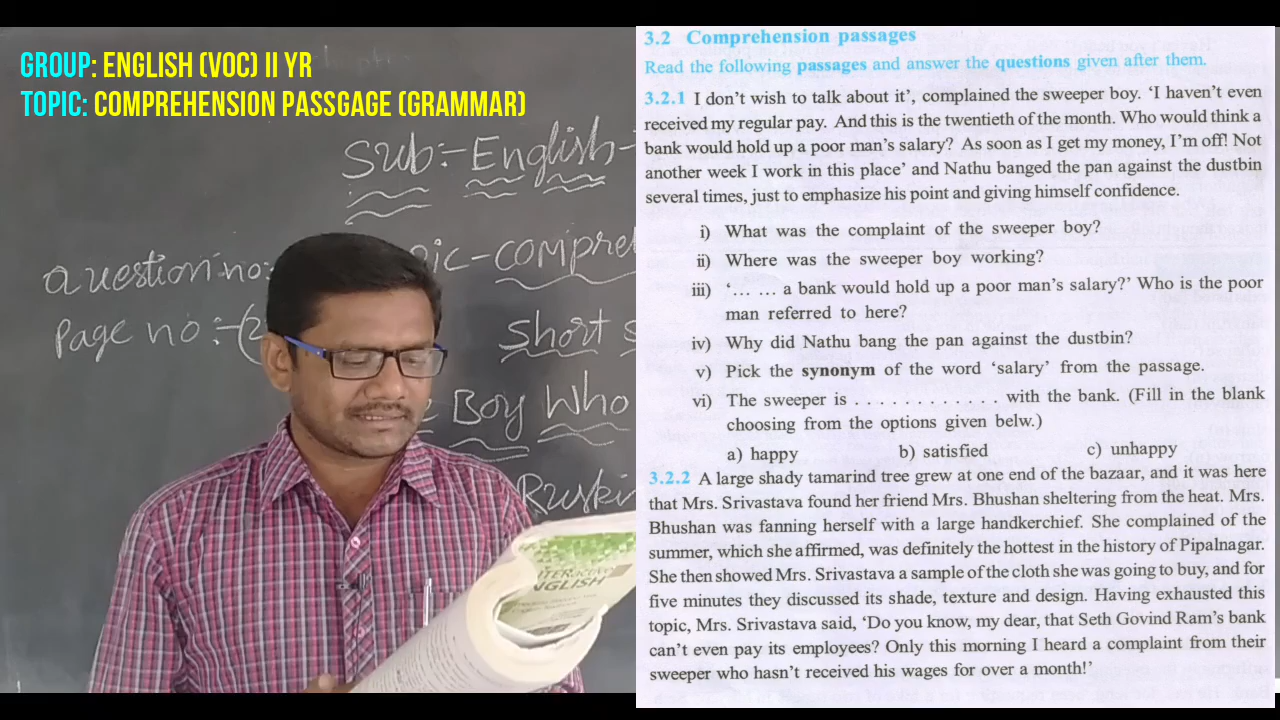 GROUP: ENGLISH (VOC) II YR
TOPIC: COMPREHENSION PASSGAGE (GRAMMAR)
Sub:- English-
Question no:-
pic-compre
Page no :-(2
Short s
Boy Who
Ruski
ENGLISH
3.2 Comprehension passages
Read the following passages and answer the questions given after them.
3.2.1 I don't wish to talk about it', complained the sweeper boy. 'I haven't even
received my regular pay. And this is the twentieth of the month. Who would think a
bank would hold up a poor man's salary? As soon as I get my money, I'm off! Not
another week I work in this place' and Nathu banged the pan against the dustbin
several times, just to emphasize his point and giving himself confidence.
i) What was the complaint of the sweeper boy?
ii) Where was the sweeper boy working?
iii) '… … a bank would hold up a poor man's salary?' Who is the poor
man referred to here?
iv) Why did Nathu bang the pan against the dustbin?
v) Pick the synonym of the word 'salary' from the passage.
vi) The sweeper is . . . . . . . . . . . . with the bank. (Fill in the blank
choosing from the options given belw.)
a) happy b) satisfied c) unhappy
3.2.2 A large shady tamarind tree grew at one end of the bazaar, and it was here
that Mrs. Srivastava found her friend Mrs. Bhushan sheltering from the heat. Mrs.
Bhushan was fanning herself with a large handkerchief. She complained of the
summer, which she affirmed, was definitely the hottest in the history of Pipalnagar.
She then showed Mrs. Srivastava a sample of the cloth she was going to buy, and for
five minutes they discussed its shade, texture and design. Having exhausted this
topic, Mrs. Srivastava said, 'Do you know, my dear, that Seth Govind Ram's bank
can't even pay its employees? Only this morning I heard a complaint from their
sweeper who hasn't received his wages for over a month!'